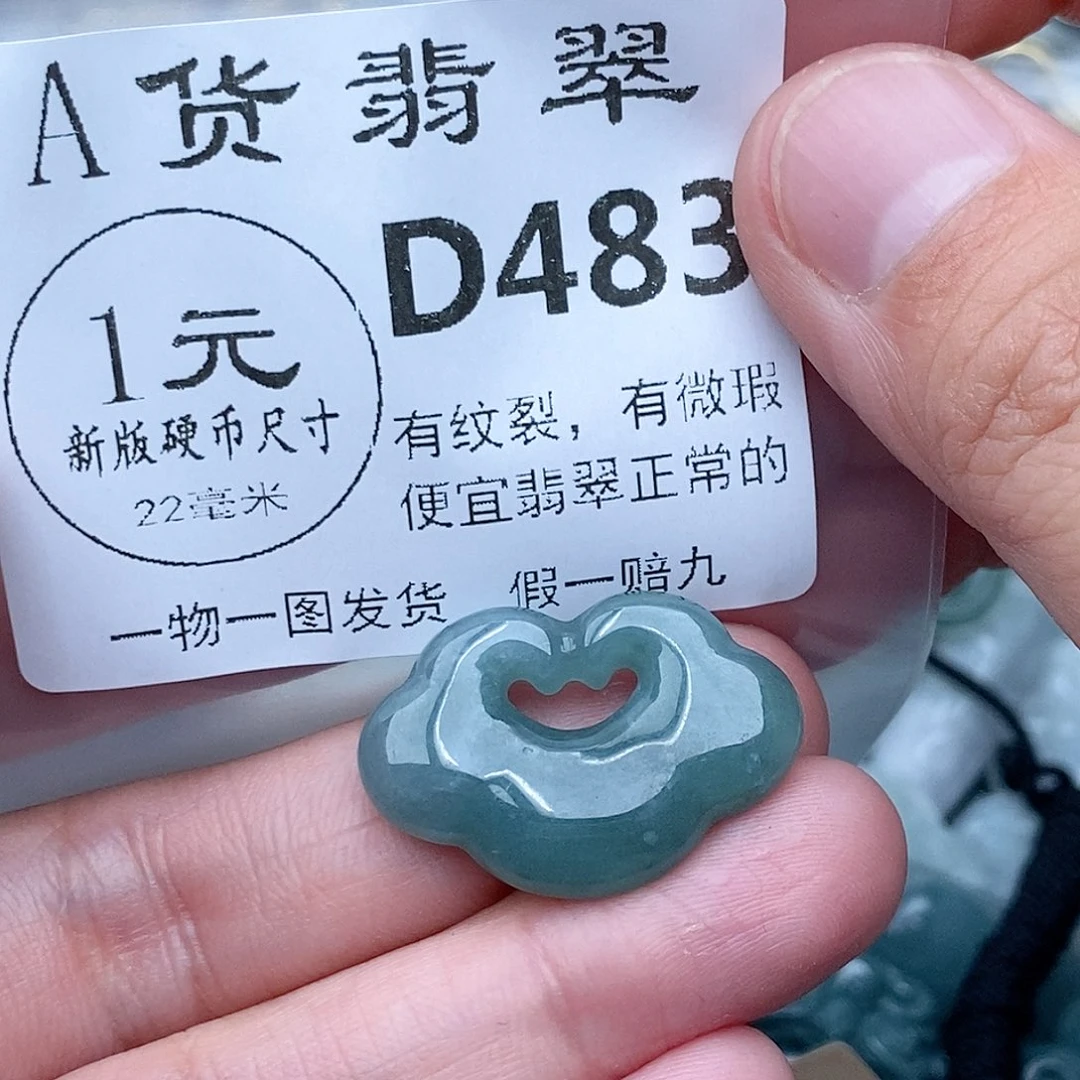 A货翡翠
D483
1元
新版硬币尺寸
22毫米
有纹裂，有微瑕
便宜翡翠正常的
一物一图发货 假一赔九